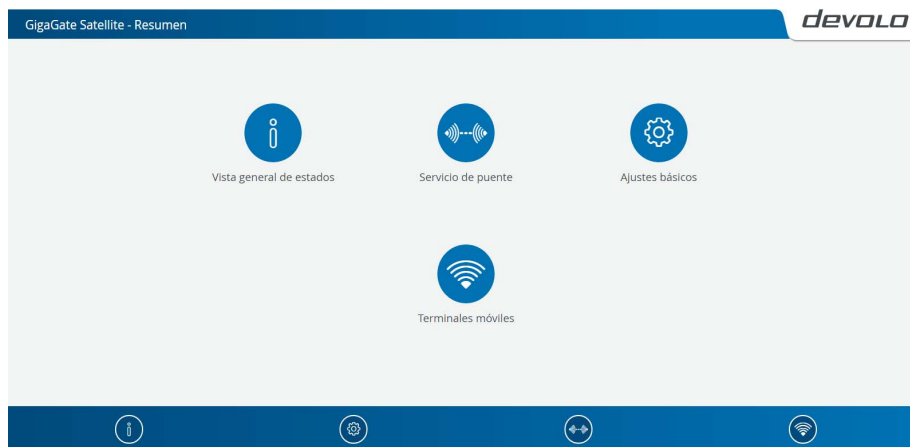 GigaGate Satellite - Resumen
devolo
Vista general de estados
Servicio de puente
Ajustes básicos
Terminales móviles